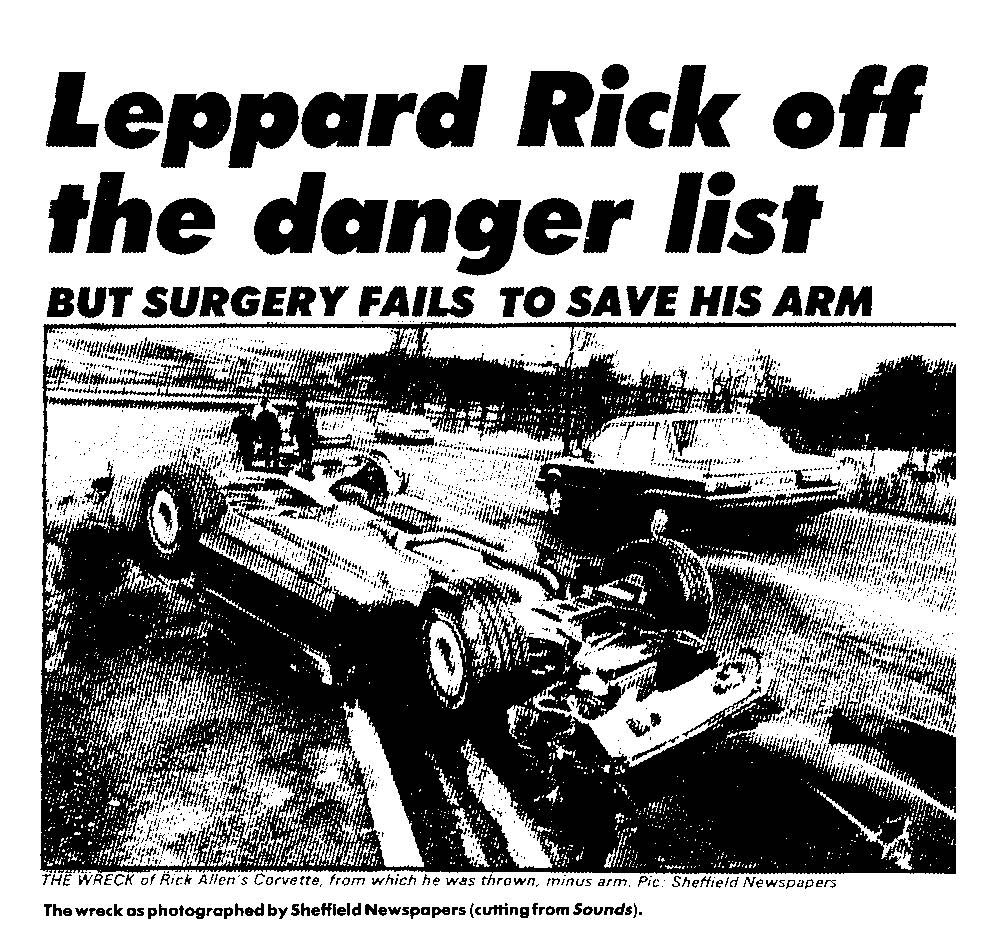 Leppard Rick off
the danger list
BUT SURGERY FAILS TO SAVE HIS ARM
THE WRECK of Rick Allen's Corvette, from which he was thrown, minus arm. Pic: Sheffield Newspapers
The wreck as photographed by Sheffield Newspapers (cutting from Sounds).